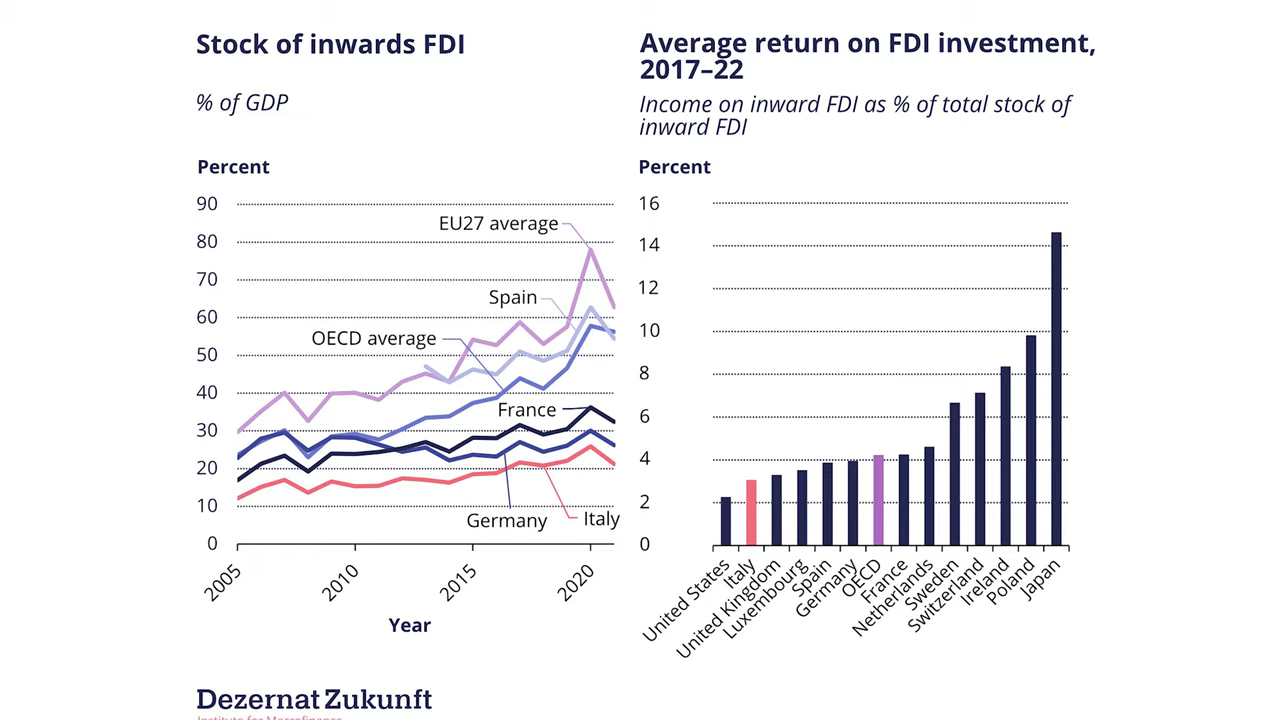 Stock of inwards FDI
% of GDP
Percent
90
80
70
60
50
40
30
20
10
0
EU27 average
Spain
OECD average
France
Germany
Italy
2005
2010
2015
2020
Year
Average return on FDI investment,
2017–22
Income on inward FDI as % of total stock of
inward FDI
Percent
16
14
12
10
8
6
4
2
0
United States
Italy
United Kingdom
Luxembourg
Spain
Germany
OECD
France
Netherlands
Sweden
Switzerland
Ireland
Poland
Japan
Dezernat Zukunft
Institute for Macrofinance